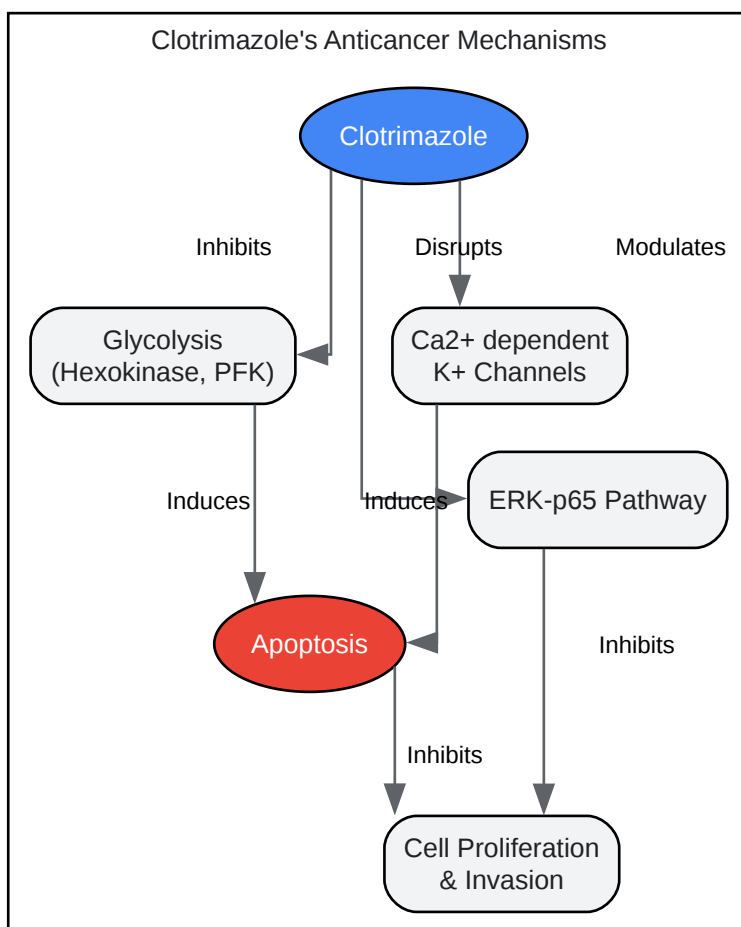 Clotrimazole's Anticancer Mechanisms
Clotrimazole
Inhibits
Disrupts
Modulates
Glycolysis
(Hexokinase, PFK)
Ca2+ dependent
K+ Channels
Induces
Induces
ERK-p65 Pathway
Apoptosis
Inhibits
Inhibits
Cell Proliferation
& Invasion